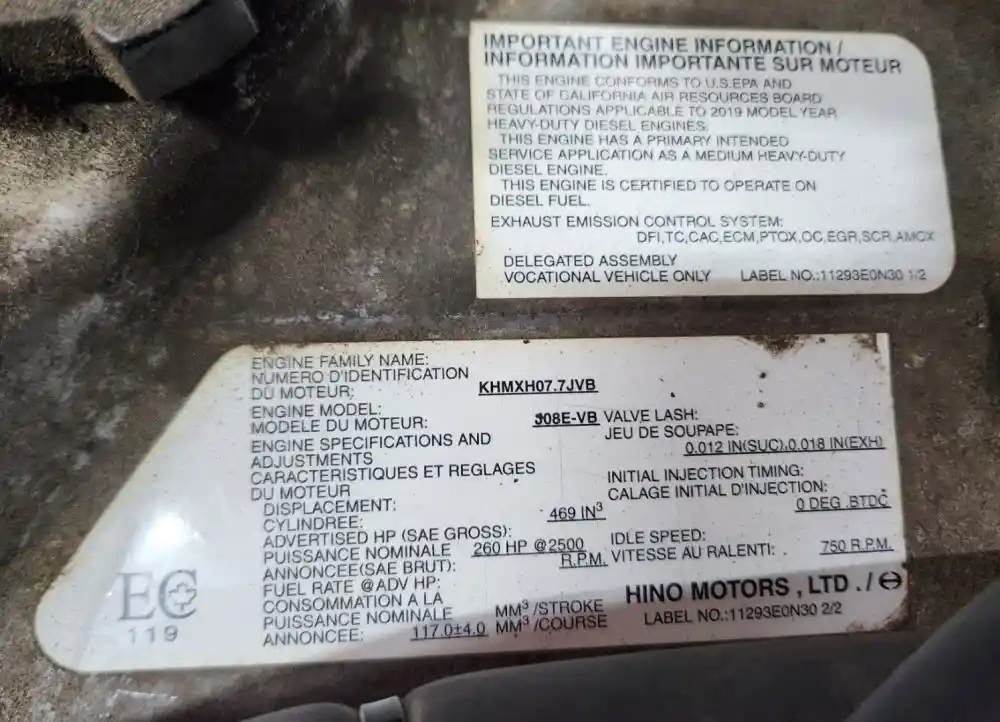 IMPORTANT ENGINE INFORMATION /
INFORMATION IMPORTANTE SUR MOTEUR
THIS ENGINE CONFORMS TO U.S.EPA AND
STATE OF CALIFORNIA AIR RESOURCES BOARD
REGULATIONS APPLICABLE TO 2019 MODEL YEAR
HEAVY-DUTY DIESEL ENGINES.
THIS ENGINE HAS A PRIMARY INTENDED
SERVICE APPLICATION AS A MEDIUM HEAVY-DUTY
DIESEL ENGINE.
THIS ENGINE IS CERTIFIED TO OPERATE ON
DIESEL FUEL.
EXHAUST EMISSION CONTROL SYSTEM:
DFI,TC,CAC,ECM,PTOX,OC,EGR,SCR,AMOX
DELEGATED ASSEMBLY
VOCATIONAL VEHICLE ONLY LABEL NO.:11293E0N30 1/2
ENGINE FAMILY NAME:
NUMERO D'IDENTIFICATION
DU MOTEUR: KHMXH07.7JVB
ENGINE MODEL:
MODELE DU MOTEUR: J08E-VB
ENGINE SPECIFICATIONS AND
ADJUSTMENTS
CARACTERISTIQUES ET REGLAGES
DU MOTEUR
DISPLACEMENT:
CYLINDREE: 469 IN³
ADVERTISED HP (SAE GROSS):
PUISSANCE NOMINALE 260 HP @2500
ANNONCEE(SAE BRUT): R.P.M.
FUEL RATE @ADV HP:
CONSOMMATION A LA
PUISSANCE NOMINALE MM³/STROKE
ANNONCEE: 117.0±4.0 MM³/COURSE
VALVE LASH:
JEU DE SOUPAPE:
0.012 IN(SUC),0.018 IN(EXH)
INITIAL INJECTION TIMING:
CALAGE INITIAL D'INJECTION:
0 DEG .BTDC
IDLE SPEED:
VITESSE AU RALENTI: 750 R.P.M.
HINO MOTORS , LTD ./
LABEL NO.:11293E0N30 2/2
EC
119